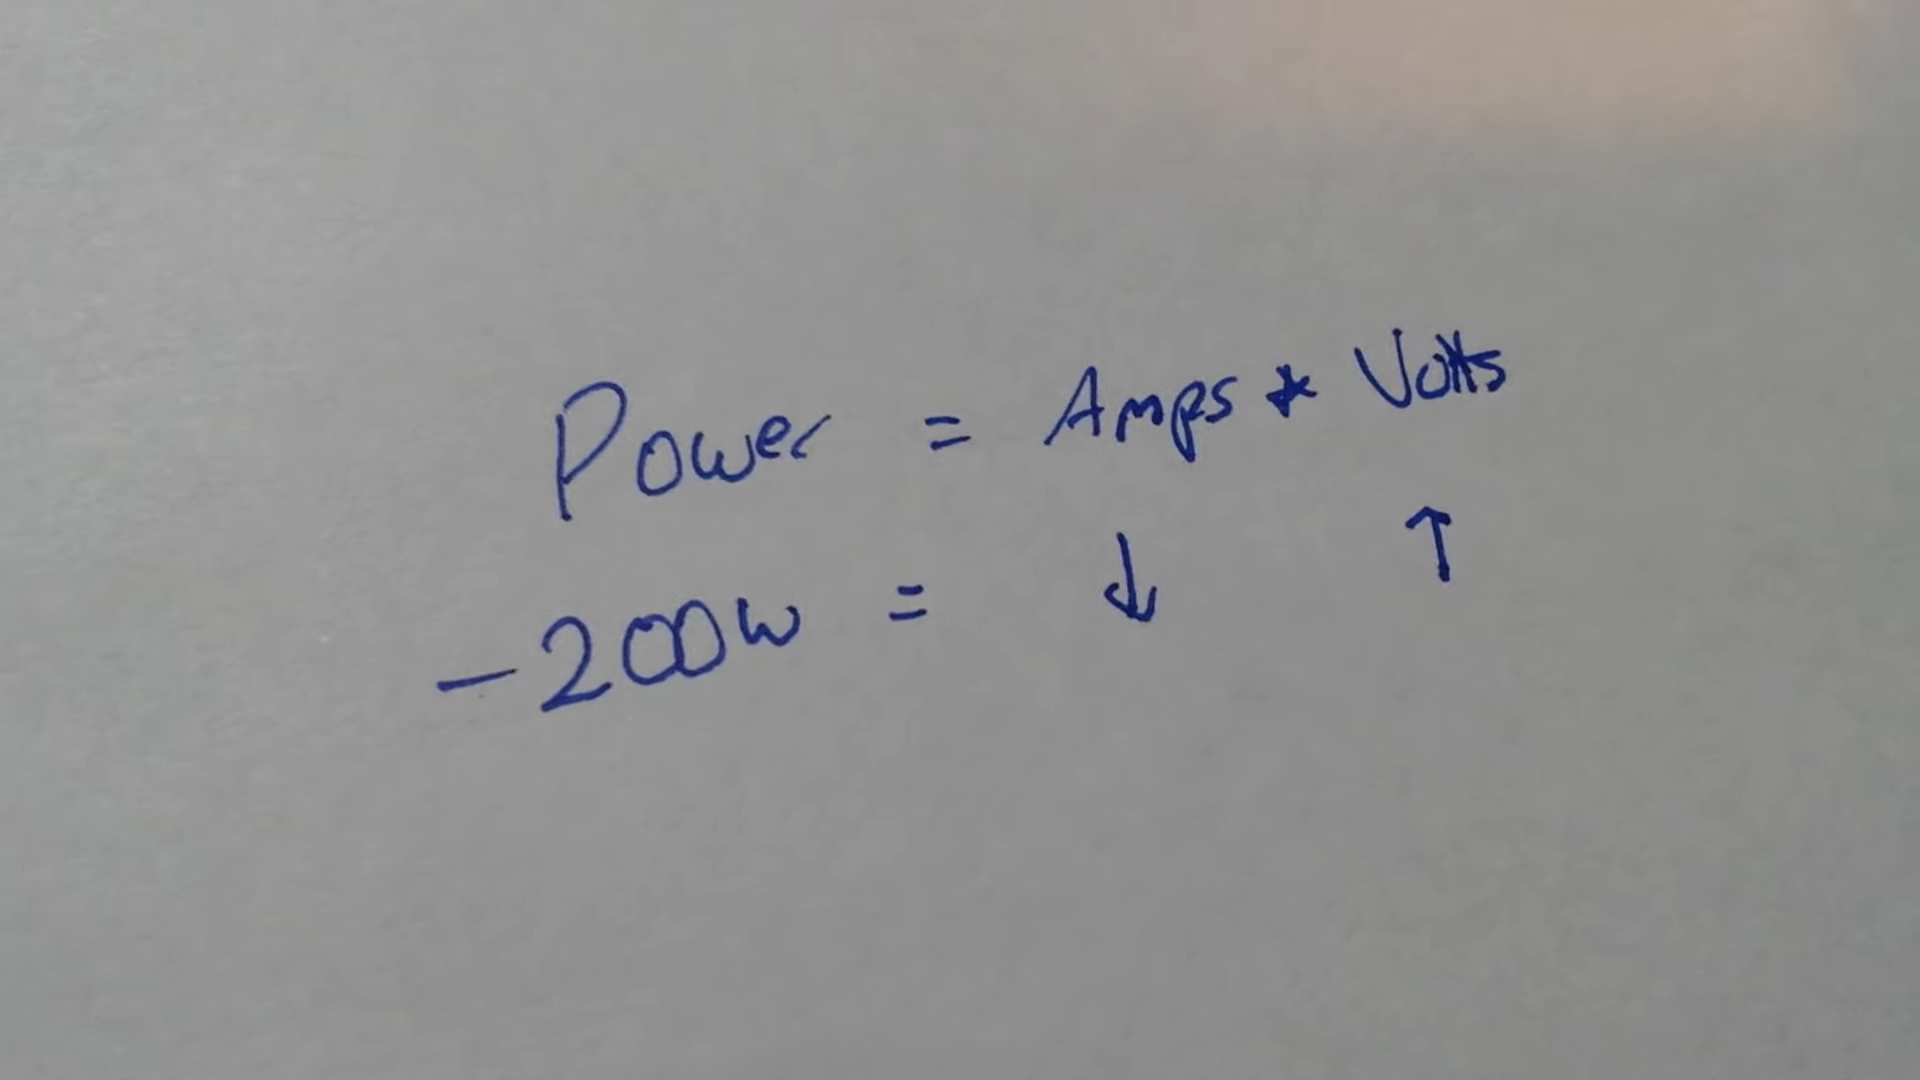 Power = Amps * Volts
-200w = ↓ ↑